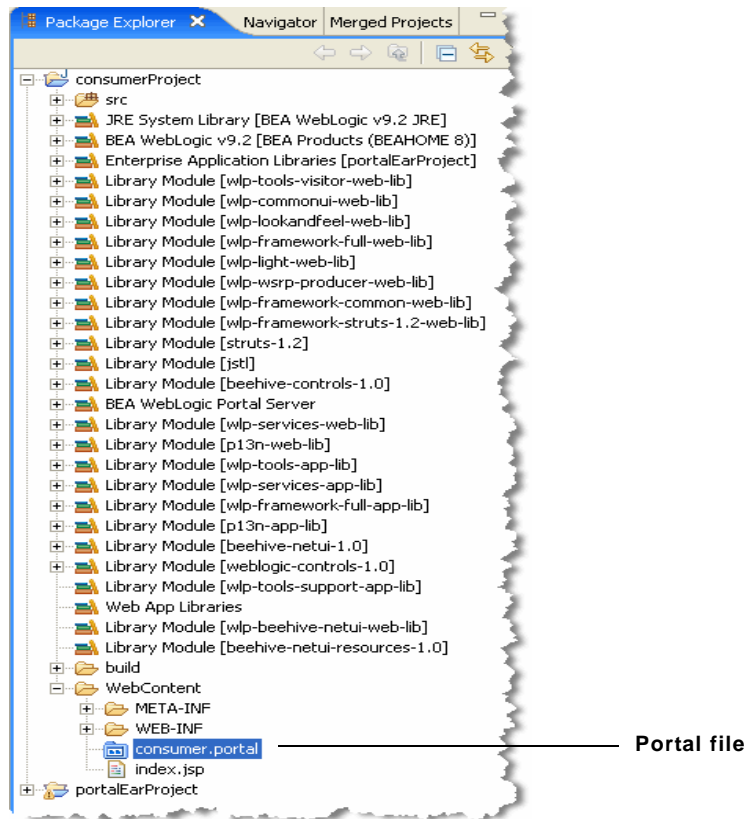 Package Explorer Navigator Merged Projects
consumerProject
src
JRE System Library [BEA WebLogic v9.2 JRE]
BEA WebLogic v9.2 [BEA Products (BEAHOME 8)]
Enterprise Application Libraries [portalEarProject]
Library Module [wlp-tools-visitor-web-lib]
Library Module [wlp-commonui-web-lib]
Library Module [wlp-lookandfeel-web-lib]
Library Module [wlp-framework-full-web-lib]
Library Module [wlp-light-web-lib]
Library Module [wlp-wsrp-producer-web-lib]
Library Module [wlp-framework-common-web-lib]
Library Module [wlp-framework-struts-1.2-web-lib]
Library Module [struts-1.2]
Library Module [jstl]
Library Module [beehive-controls-1.0]
BEA WebLogic Portal Server
Library Module [wlp-services-web-lib]
Library Module [p13n-web-lib]
Library Module [wlp-tools-app-lib]
Library Module [wlp-services-app-lib]
Library Module [wlp-framework-full-app-lib]
Library Module [p13n-app-lib]
Library Module [beehive-netui-1.0]
Library Module [weblogic-controls-1.0]
Library Module [wlp-tools-support-app-lib]
Web App Libraries
Library Module [wlp-beehive-netui-web-lib]
Library Module [beehive-netui-resources-1.0]
build
WebContent
META-INF
WEB-INF
consumer.portal Portal file
index.jsp
portalEarProject